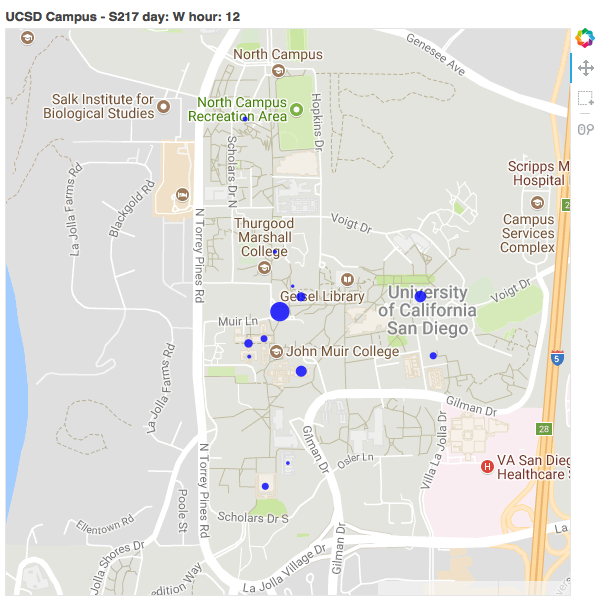 UCSD Campus - S217 day: W hour: 12
Genesee Ave
North Campus
Salk Institute for
Biological Studies
North Campus
Recreation Area
Hopkins Dr
Scholars Dr N
Scripps M
Hospital
La Jolla Farms Rd
Blackgold Rd
2
N Torrey Pines Rd
Voigt Dr
Campus
Services
Complex
Thurgood
Marshall
College
Voigt Dr
Geisel Library
University
of California
San Diego
Muir Ln
John Muir College
5
La Jolla Farms Rd
Gilman Dr
Villa La Jolla Dr
28
Gilman Dr
Osler Ln
N Torrey Pines Rd
H
VA San Dieg
Healthcare
Poole St
Ellentown Rd
Scholars Dr S
La
Gilman Dr
La Jolla Shores Dr
La Jolla Village Dr
edition Way